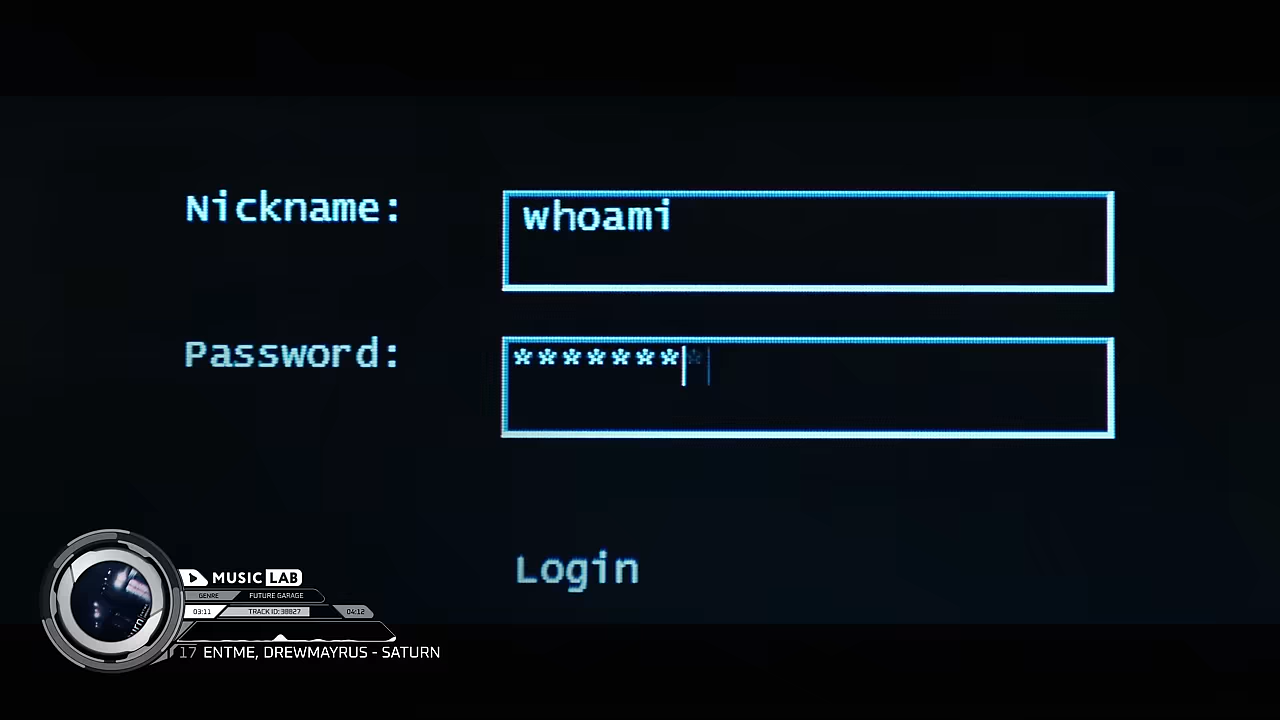 Nickname:
whoami
Password:
*******
Login
MUSIC LAB
GENRE FUTURE GARAGE
03:11 TRACK ID: 38827 04:12
17 ENTME, DREWMAYRUS - SATURN